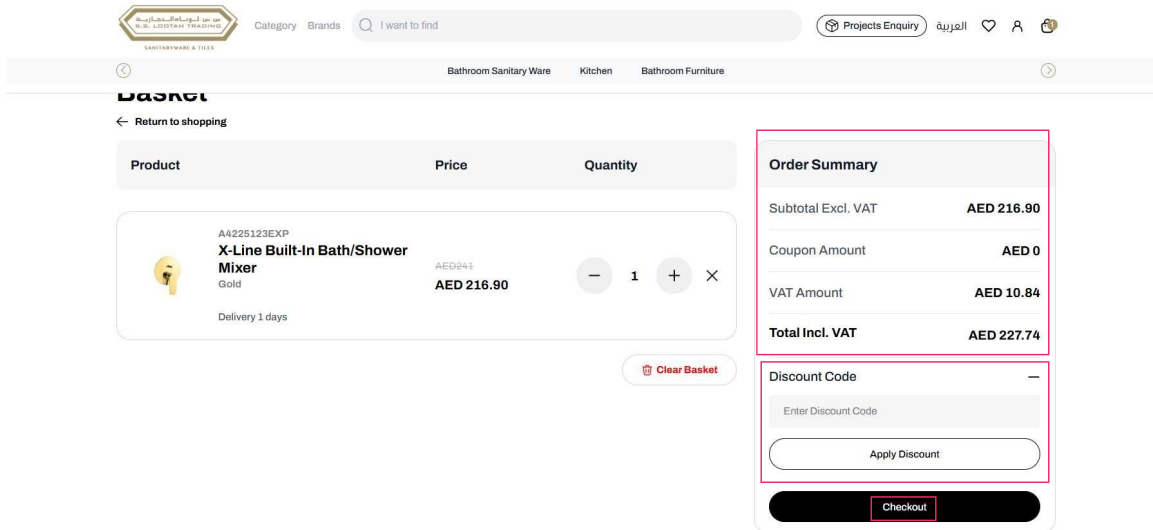 س س لوتاه للتجارية
S.S. LOOTAH TRADING
SANITARYWARE & TILES
Category Brands I want to find Projects Enquiry العربية 1
Bathroom Sanitary Ware Kitchen Bathroom Furniture
Basket
Return to shopping
Product Price Quantity
A4225123EXP
X-Line Built-In Bath/Shower
Mixer
Gold
Delivery 1 days
AED241
AED 216.90
1
Clear Basket
Order Summary
Subtotal Excl. VAT AED 216.90
Coupon Amount AED 0
VAT Amount AED 10.84
Total Incl. VAT AED 227.74
Discount Code
Enter Discount Code
Apply Discount
Checkout